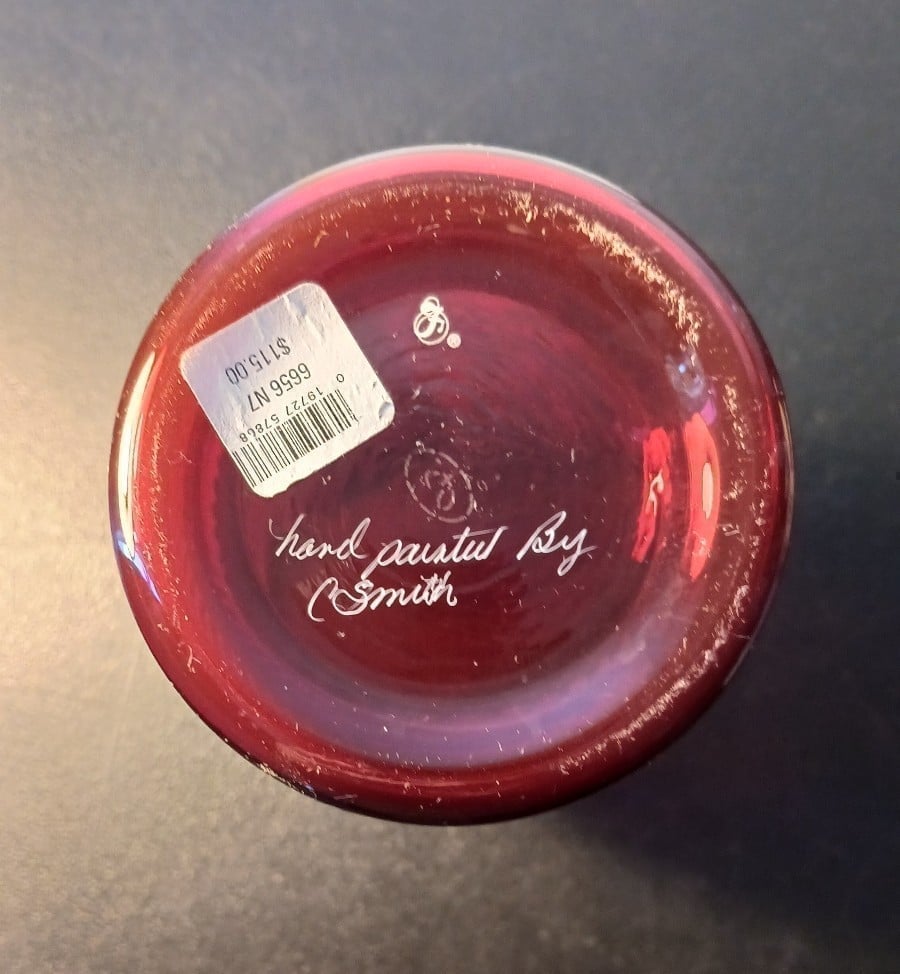 $115.00
6656 N7
0 19727 57868
F ®
hand painted By
C Smith